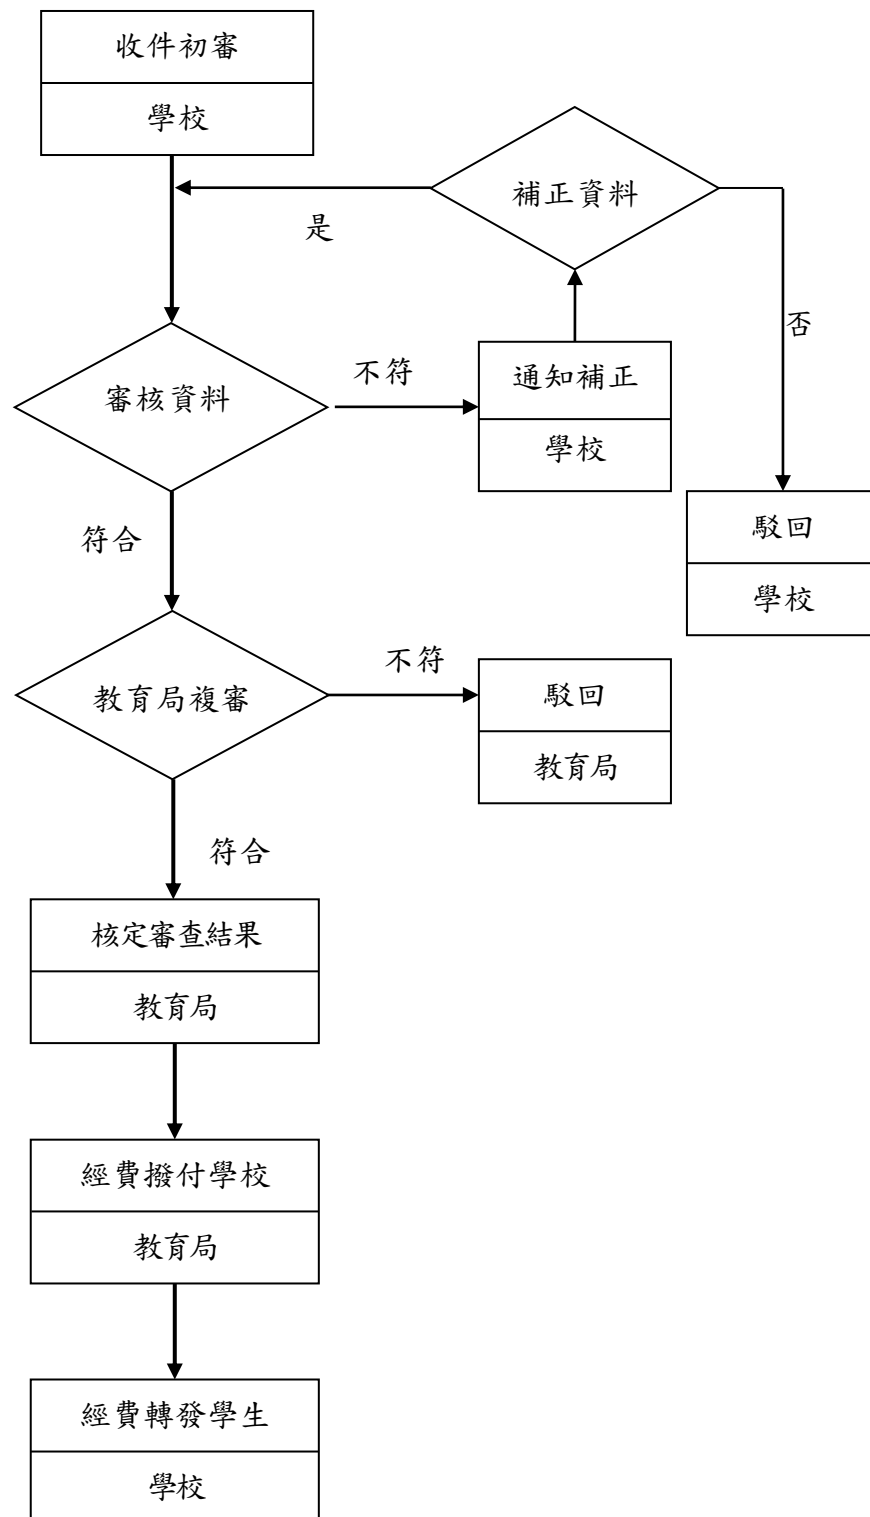 收件初審
學校
補正資料
是
否
審核資料
不符
通知補正
學校
符合
駁回
學校
教育局複審
不符
駁回
教育局
符合
核定審查結果
教育局
經費撥付學校
教育局
經費轉發學生
學校